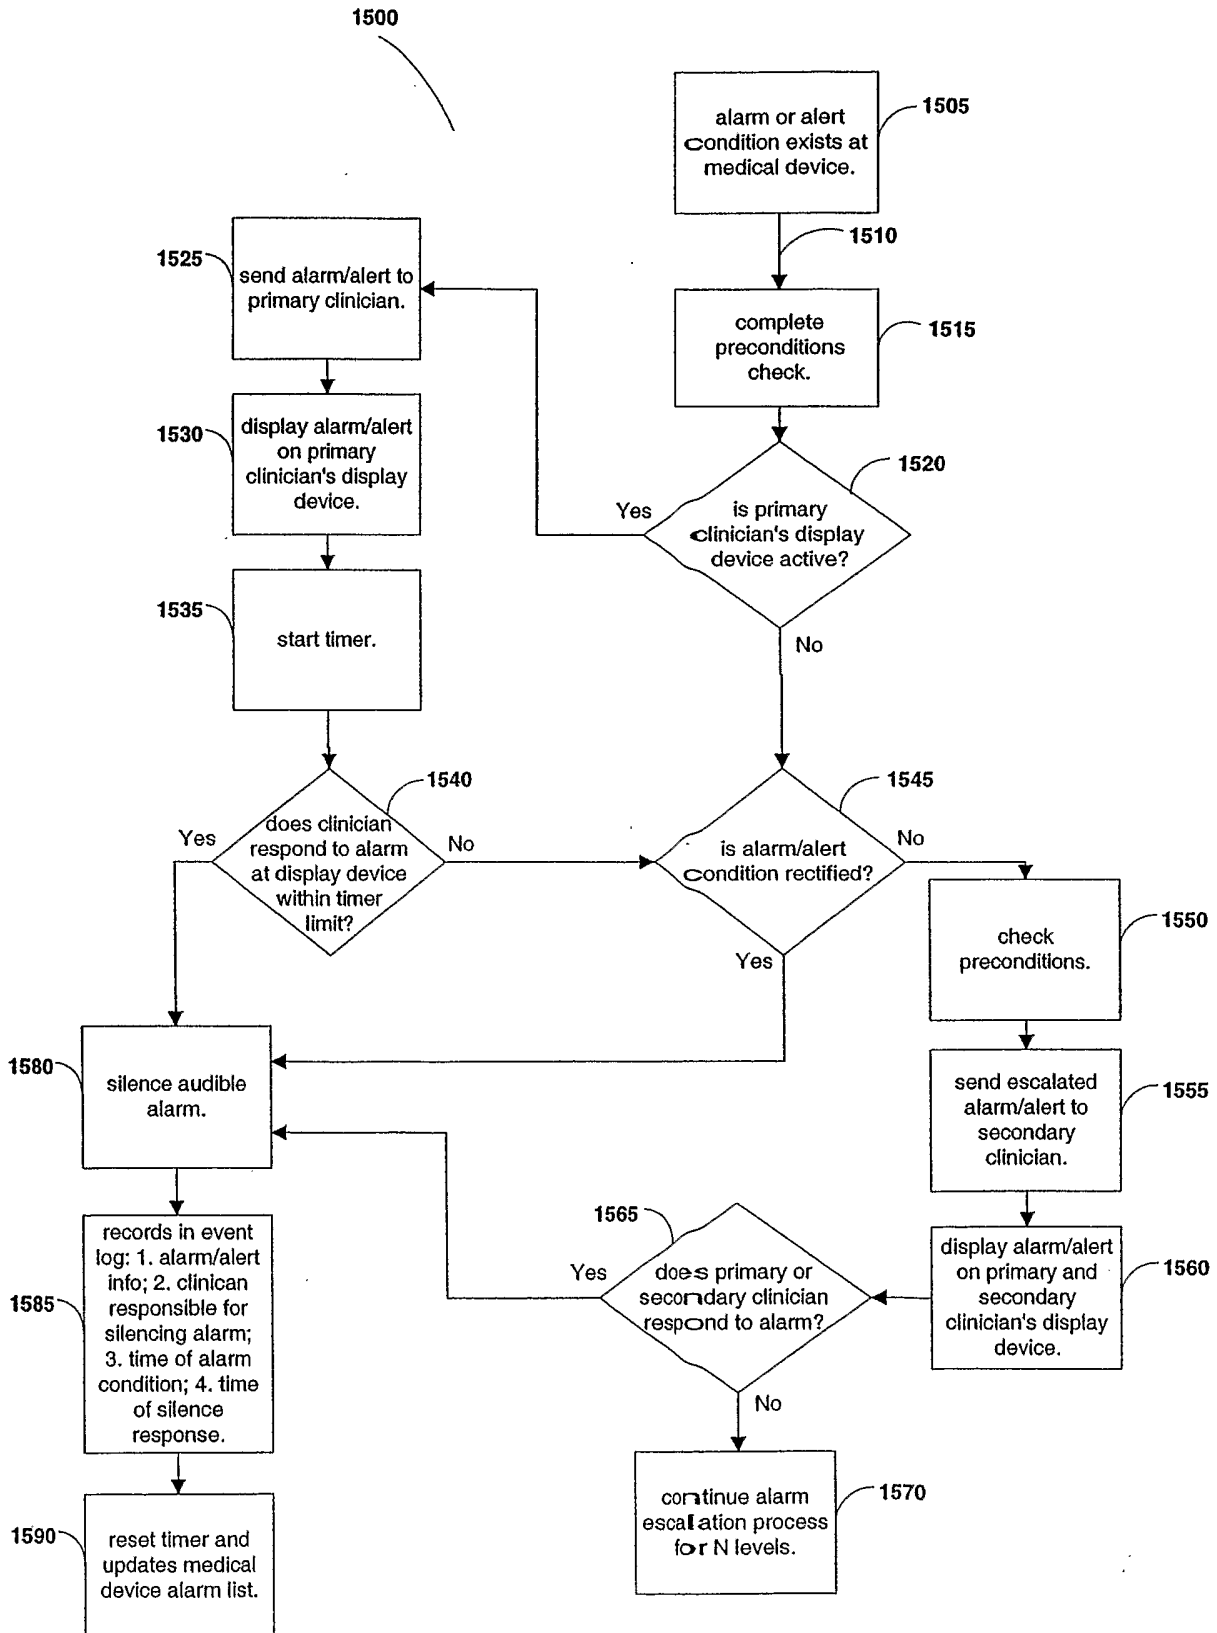 1500
alarm or alert
condition exists at
medical device.
1505
1510
1525
send alarm/alert to
primary clinician.
complete
preconditions
check.
1515
1530
display alarm/alert
on primary
clinician's display
device.
1520
Yes
is primary
clinician's display
device active?
No
1535
start timer.
1540
Yes
does clinician
respond to alarm
at display device
within timer
limit?
No
1545
is alarm/alert
condition rectified?
No
Yes
1550
check
preconditions.
1580
silence audible
alarm.
1555
send escalated
alarm/alert to
secondary
clinician.
1585
records in event
log: 1. alarm/alert
info; 2. clinican
responsible for
silencing alarm;
3. time of alarm
condition; 4. time
of silence
response.
1565
Yes
does primary or
secondary clinician
respond to alarm?
No
1560
display alarm/alert
on primary and
secondary
clinician's display
device.
1570
continue alarm
escalation process
for N levels.
1590
reset timer and
updates medical
device alarm list.